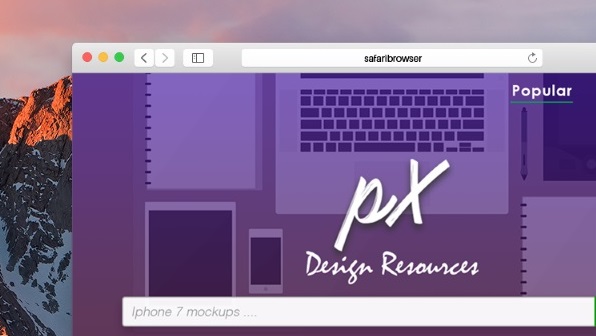 safaribrowser
Popular
pX
Design Resources
Iphone 7 mockups ....